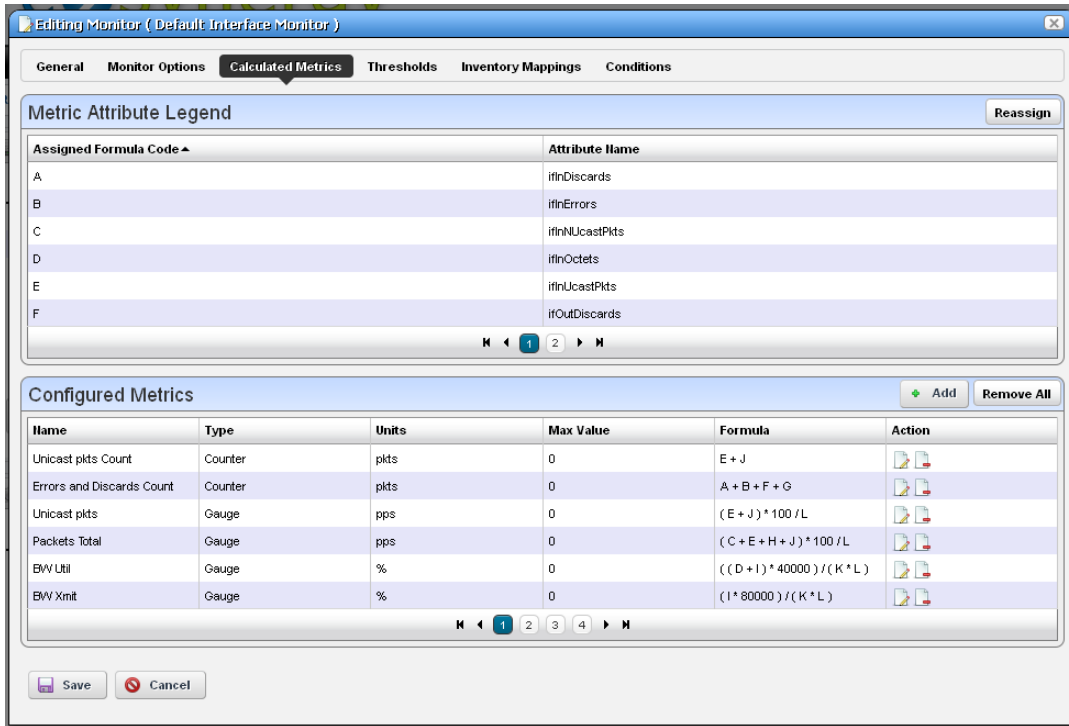 Editing Monitor ( Default Interface Monitor )
General Monitor Options Calculated Metrics Thresholds Inventory Mappings Conditions
Metric Attribute Legend Reassign
Assigned Formula Code Attribute Name
A ifInDiscards
B ifInErrors
C ifInNUcastPkts
D ifInOctets
E ifInUcastPkts
F ifOutDiscards
1 2
Configured Metrics Add Remove All
Name Type Units Max Value Formula Action
Unicast pkts Count Counter pkts 0 E + J
Errors and Discards Count Counter pkts 0 A + B + F + G
Unicast pkts Gauge pps 0 ( E + J ) * 100 / L
Packets Total Gauge pps 0 ( C + E + H + J ) * 100 / L
BW Util Gauge % 0 ( ( D + I ) * 40000 ) / ( K * L )
BW Xmit Gauge % 0 ( I * 80000 ) / ( K * L )
1 2 3 4
Save Cancel